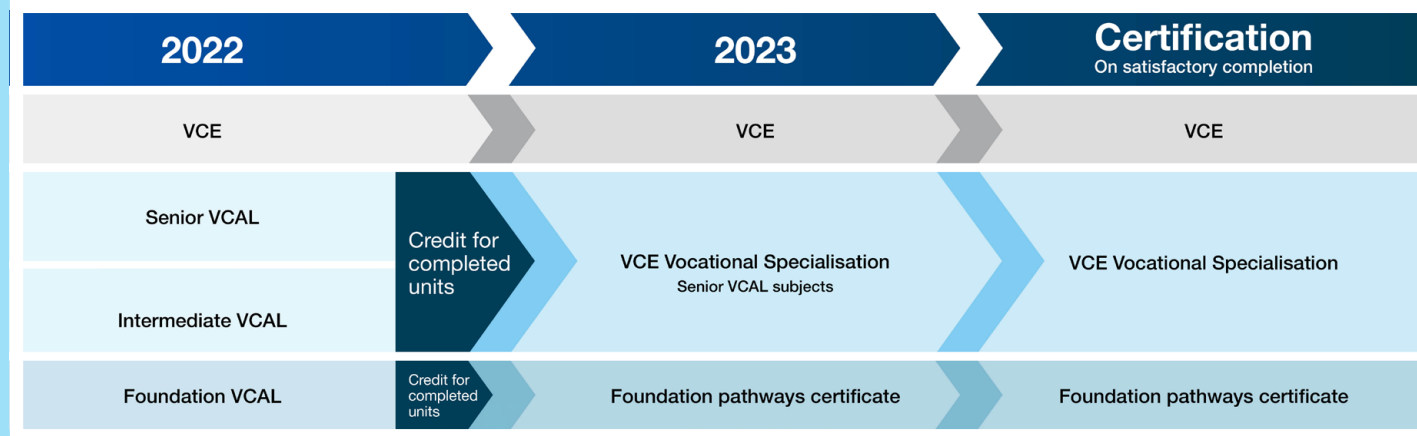 2022
2023
Certification
On satisfactory completion
VCE
VCE
VCE
Senior VCAL
Intermediate VCAL
Credit for
completed
units
VCE Vocational Specialisation
Senior VCAL subjects
VCE Vocational Specialisation
Foundation VCAL
Credit for
completed
units
Foundation pathways certificate
Foundation pathways certificate